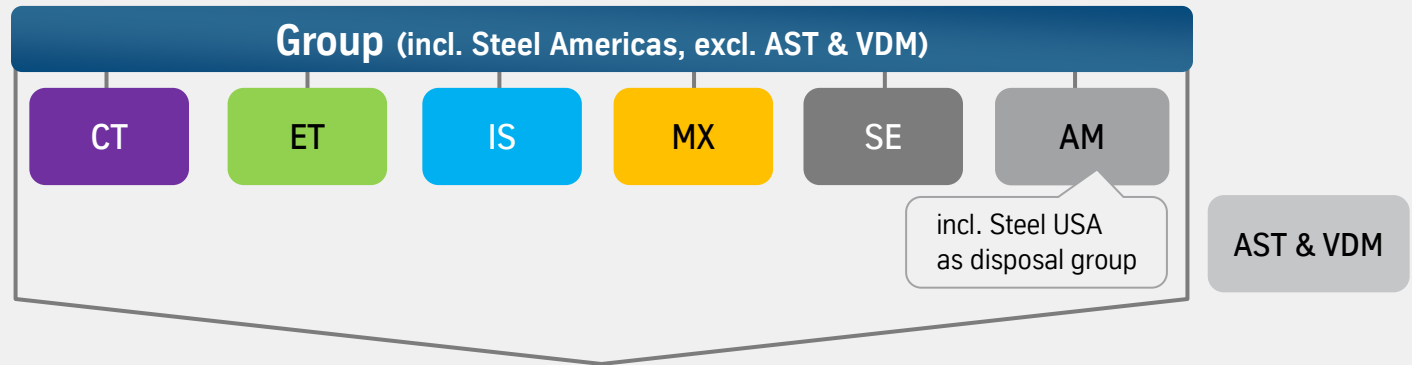 Group (incl. Steel Americas, excl. AST & VDM)
CT
ET
IS
MX
SE
AM
incl. Steel USA
as disposal group
AST & VDM